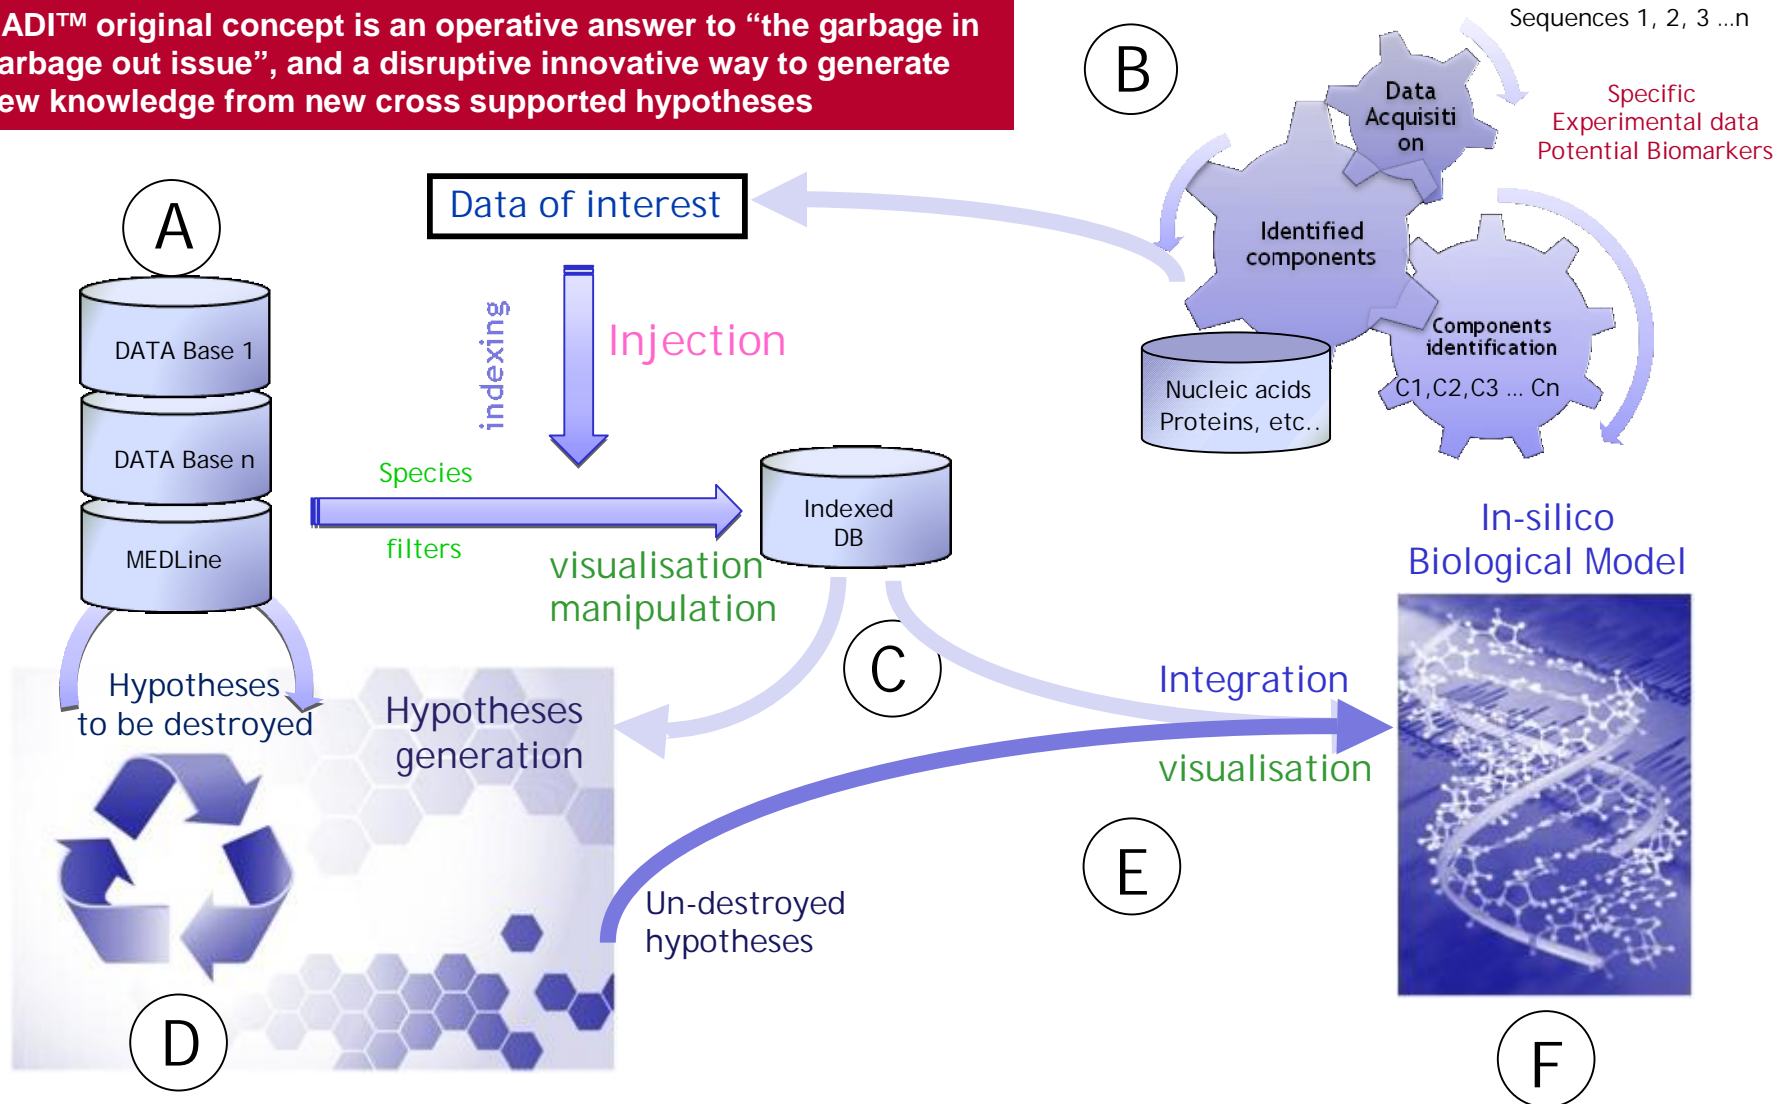 ADI™ original concept is an operative answer to “the garbage in
arbage out issue”, and a disruptive innovative way to generate
ew knowledge from new cross supported hypotheses
Sequences 1, 2, 3 ...n
B
Data
Acquisiti
on
Specific
Experimental data
Potential Biomarkers
A
Data of interest
Identified
components
indexing
Injection
Components
identification
C1,C2,C3 ... Cn
DATA Base 1
Nucleic acids
Proteins, etc..
DATA Base n
Species
filters
Indexed
DB
MEDLine
visualisation
manipulation
In-silico
Biological Model
C
Hypotheses
to be destroyed
Hypotheses
generation
Integration
visualisation
E
Un-destroyed
hypotheses
D
F